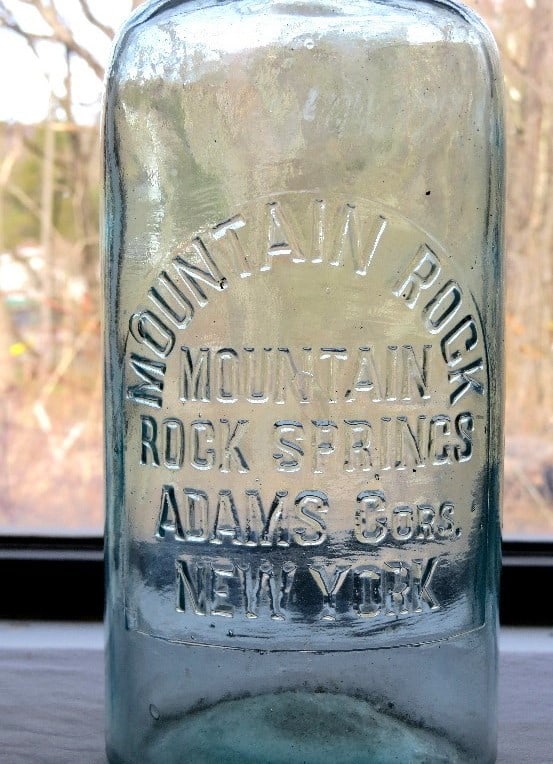 MOUNTAIN ROCK
MOUNTAIN
ROCK SPRINGS
ADAMS CORS.
NEW YORK